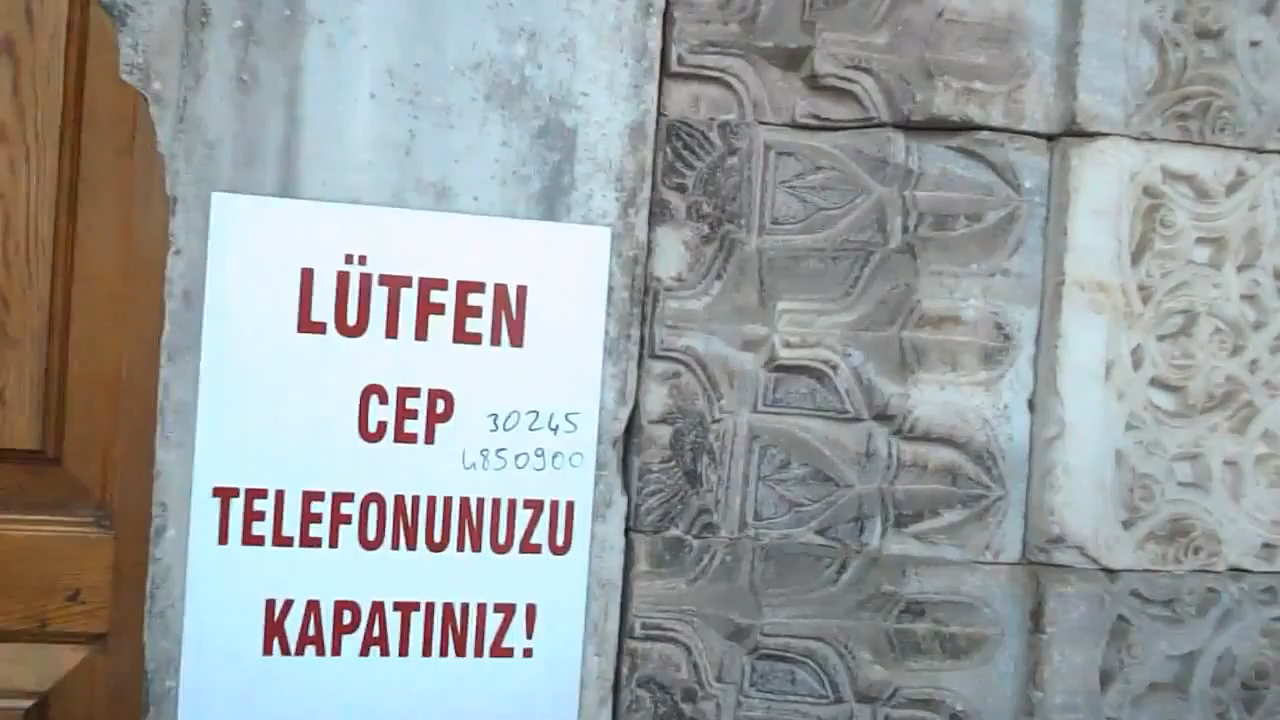 LÜTFEN
CEP
30245
4850900
TELEFONUNUZU
KAPATINIZ!